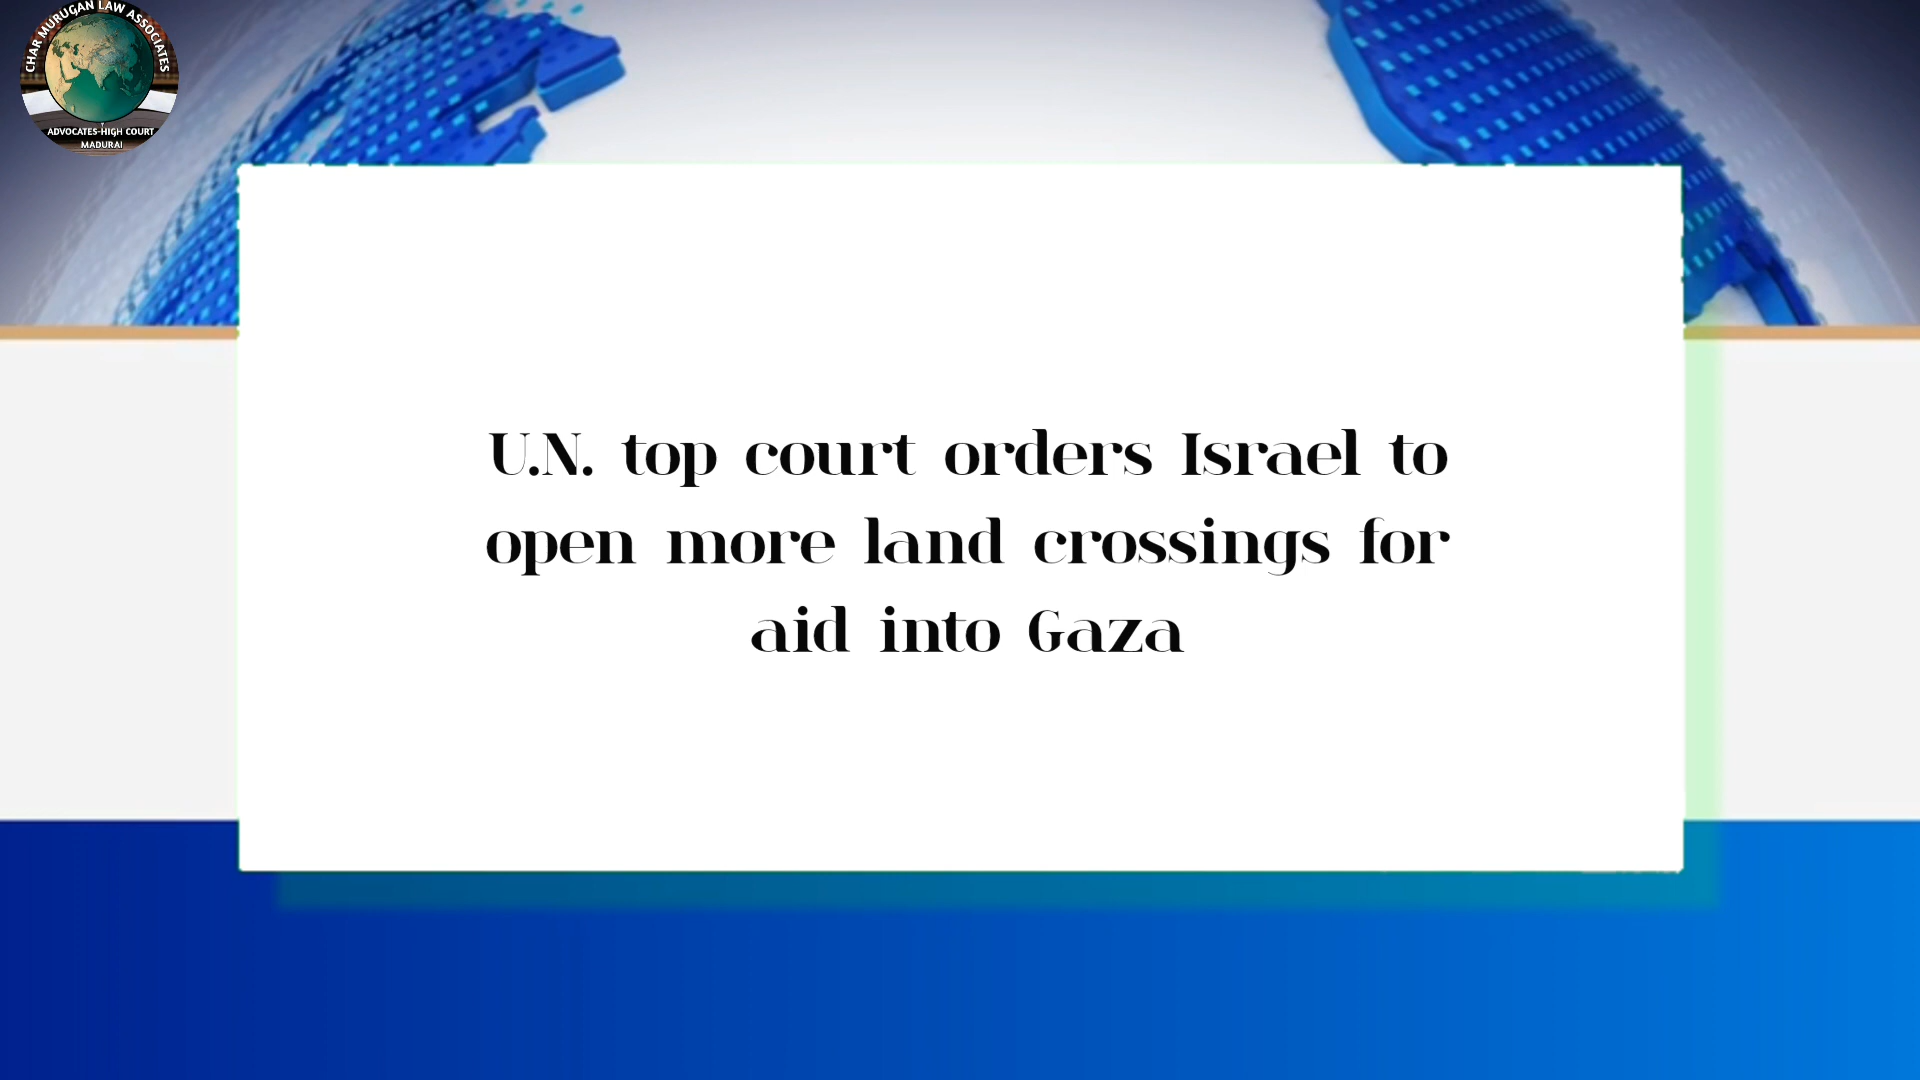 CHAR MURUGAN LAW ASSOCIATES
ADVOCATES-HIGH COURT
MADURAI
U.N. top court orders Israel to
open more land crossings for
aid into Gaza